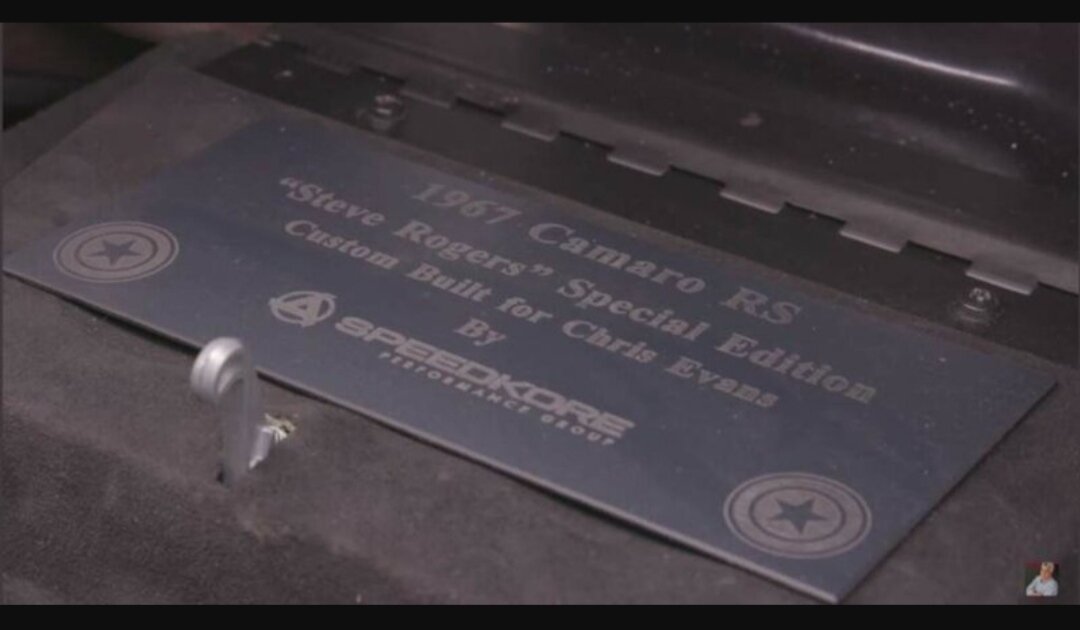 1967 Camaro RS
“Steve Rogers” Special Edition
Custom Built for Chris Evans
By
SPEEDKORE
PERFORMANCE GROUP